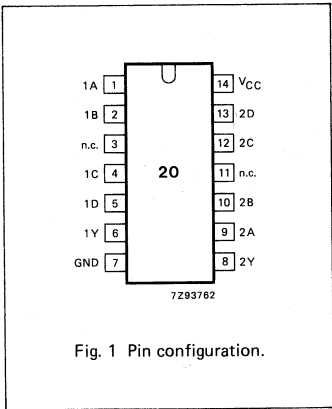 1A 1 14 VCC
1B 2 13 2D
n.c. 3 12 2C
1C 4 20 11 n.c.
1D 5 10 2B
1Y 6 9 2A
GND 7 8 2Y
7Z93762
Fig. 1 Pin configuration.